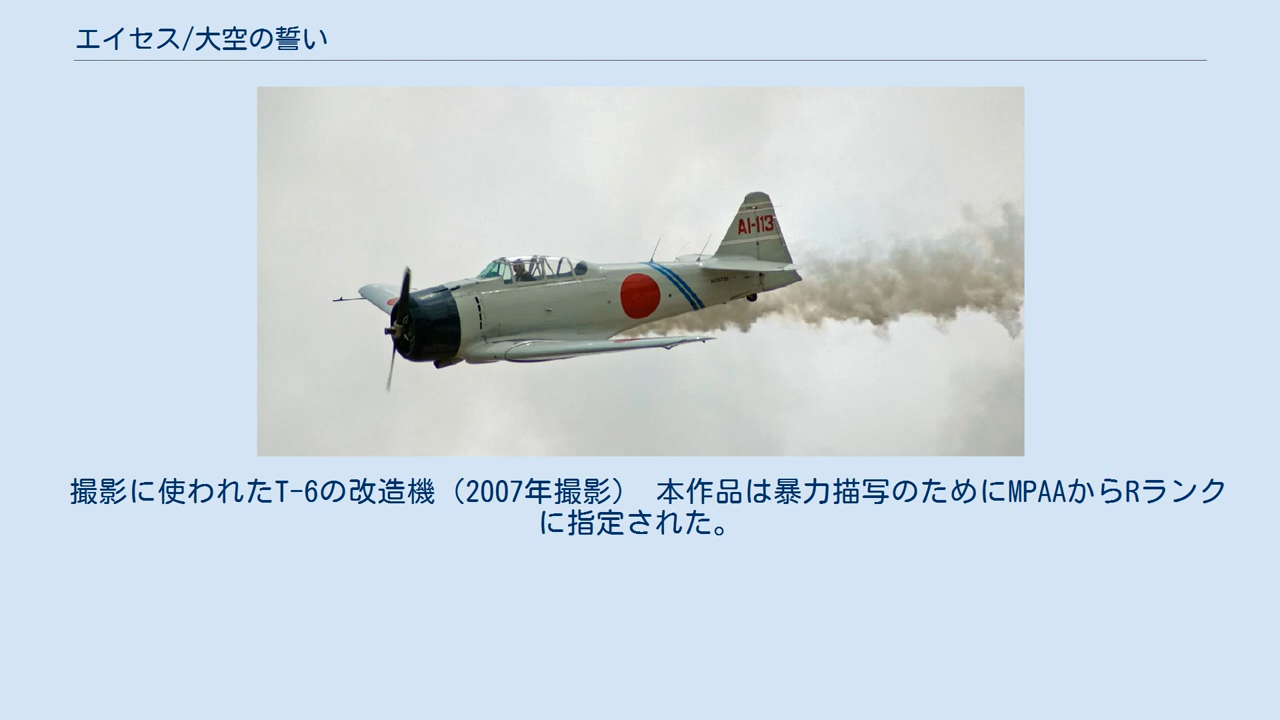 エイセス/大空の誓い
AI-113
撮影に使われたT-6の改造機（2007年撮影） 本作品は暴力描写のためにMPAAからRランク
に指定された。